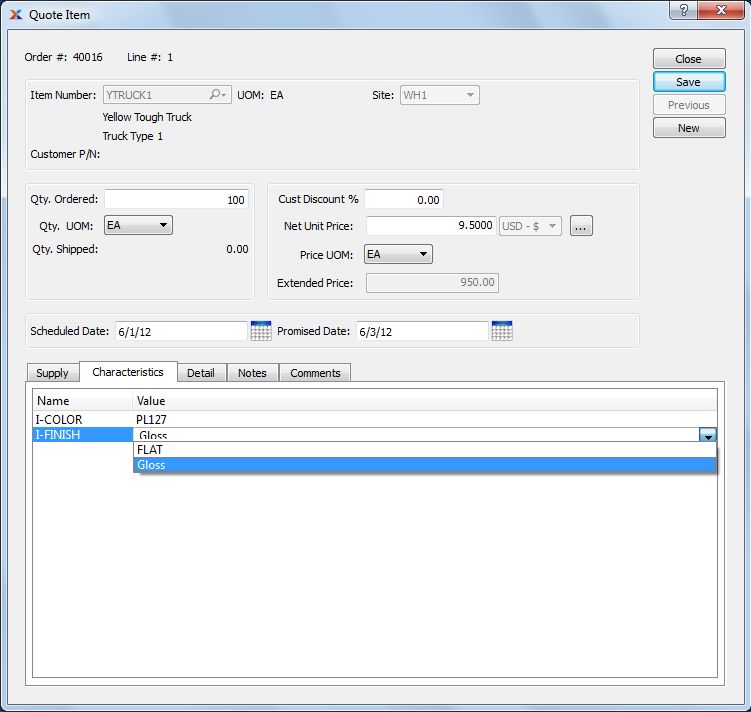 Quote Item
Order #: 40016 Line #: 1
Close
Save
Previous
New
Item Number: YTRUCK1 UOM: EA Site: WH1
Yellow Tough Truck
Truck Type 1
Customer P/N:
Qty. Ordered: 100
Qty. UOM: EA
Qty. Shipped: 0.00
Cust Discount % 0.00
Net Unit Price: 9.5000 USD - $ ...
Price UOM: EA
Extended Price: 950.00
Scheduled Date: 6/1/12 Promised Date: 6/3/12
Supply Characteristics Detail Notes Comments
Name Value
I-COLOR PL127
I-FINISH Gloss
FLAT
Gloss